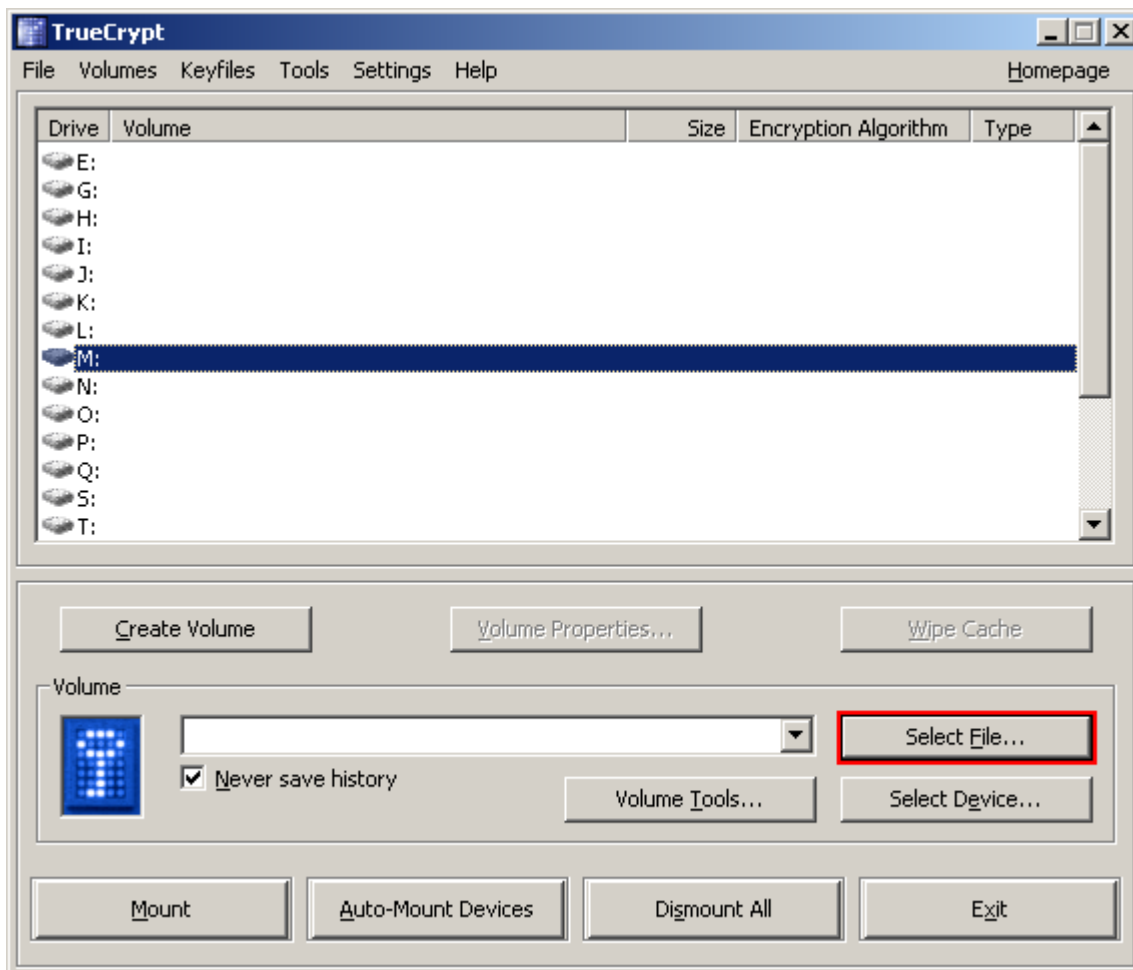 TrueCrypt
File Volumes Keyfiles Tools Settings Help Homepage
Drive Volume Size Encryption Algorithm Type
E:
G:
H:
I:
J:
K:
L:
M:
N:
O:
P:
Q:
S:
T:
Create Volume Volume Properties... Wipe Cache
Volume
Select File...
Never save history
Volume Tools... Select Device...
Mount Auto-Mount Devices Dismount All Exit